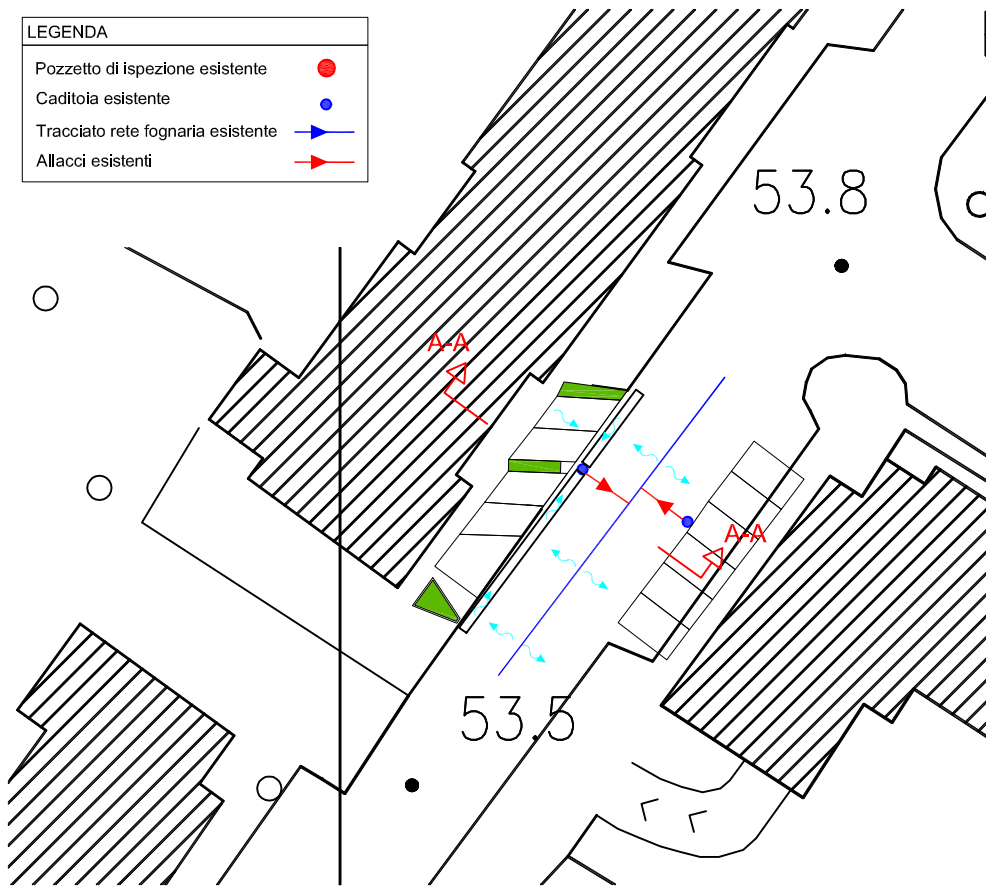 LEGENDA
Pozzetto di ispezione esistente
Caditoia esistente
Tracciato rete fognaria esistente
Allacci esistenti
53.8
A-A
A-A
53.5